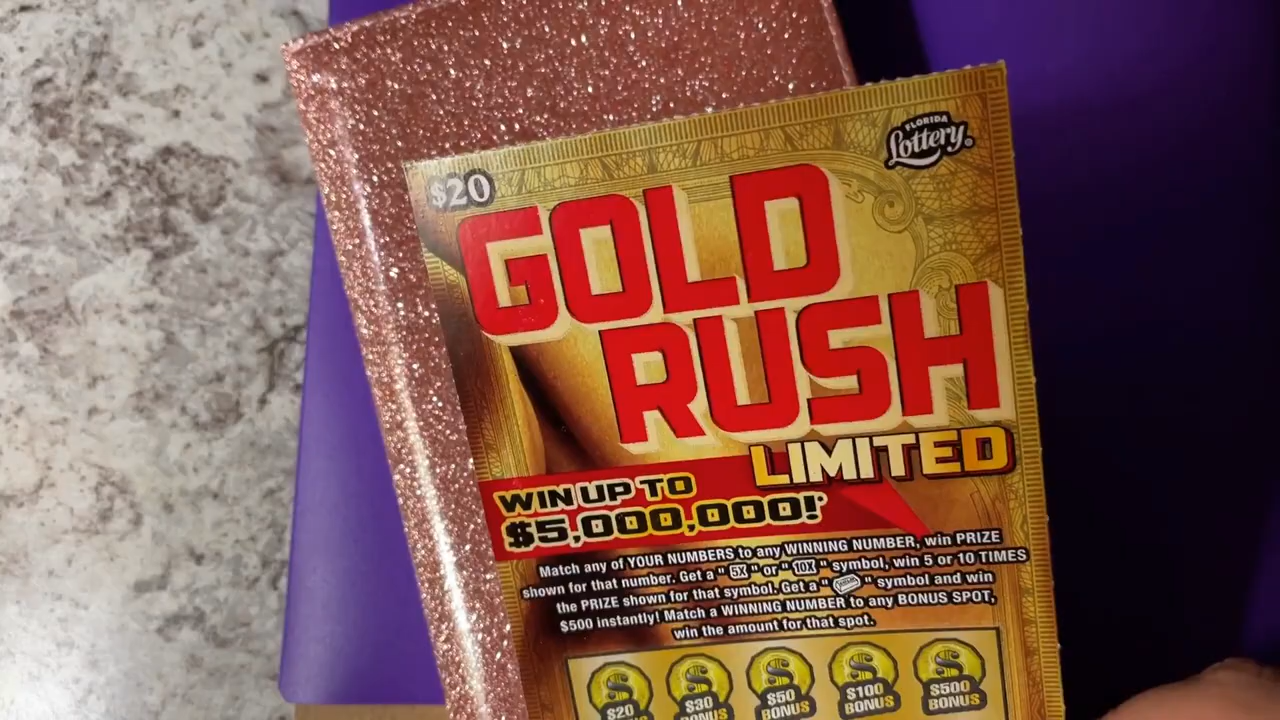 FLORIDA
Lottery®
$20
GOLD
RUSH
LIMITED
WIN UP TO
$5,000,000!*
Match any of YOUR NUMBERS to any WINNING NUMBER, win PRIZE
shown for that number. Get a " 5X " or " 10X " symbol, win 5 or 10 TIMES
the PRIZE shown for that symbol. Get a " " symbol and win
$500 instantly! Match a WINNING NUMBER to any BONUS SPOT,
win the amount for that spot.
$20 $30 $50 $100 $500
BONUS BONUS BONUS BONUS